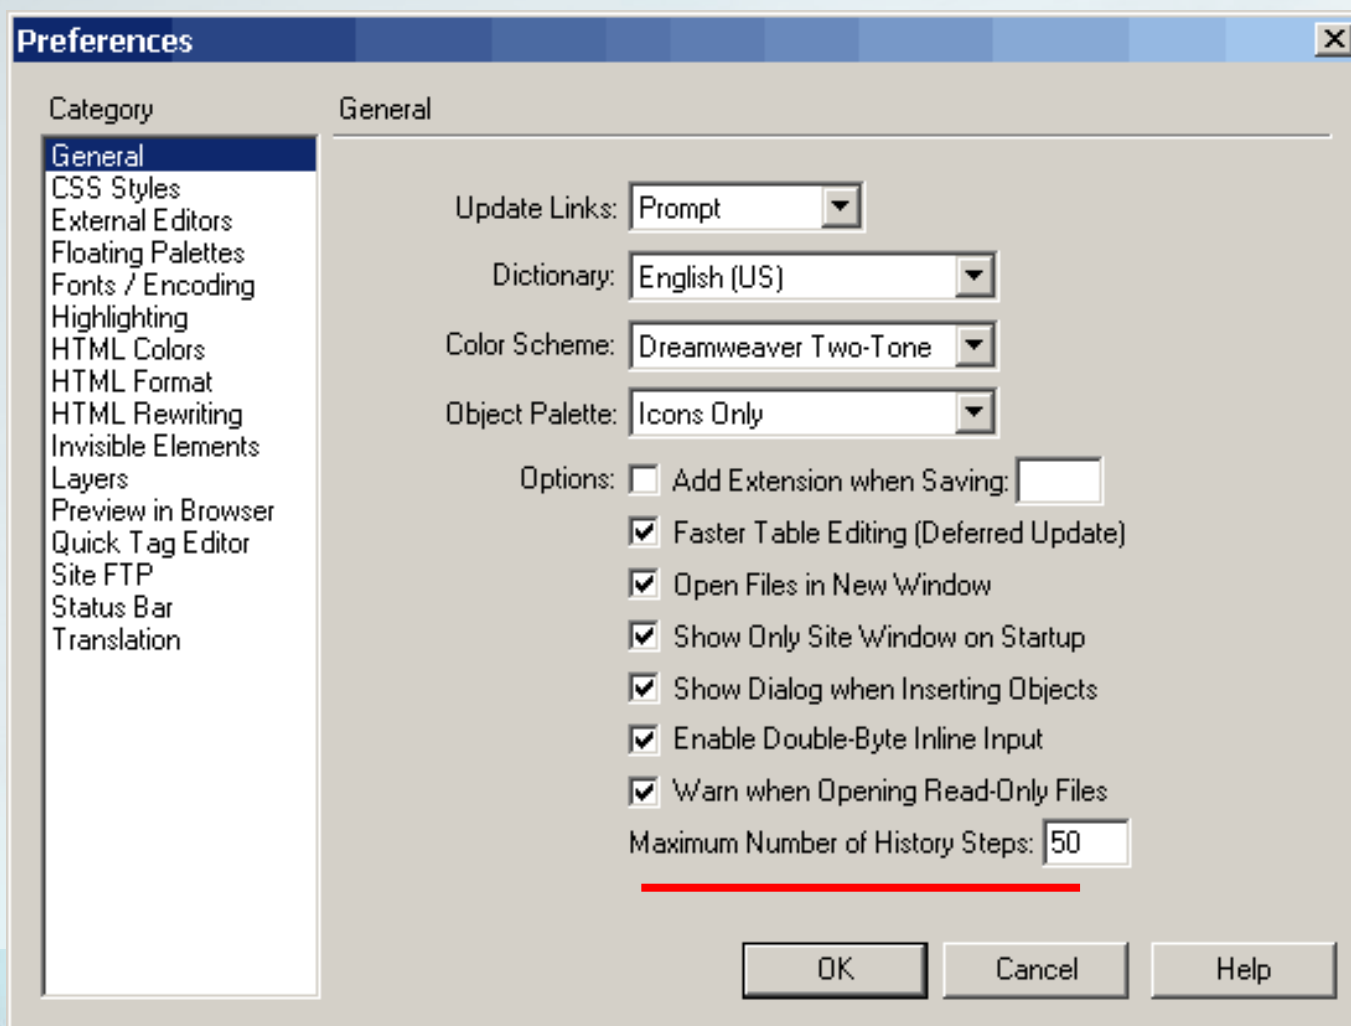 Preferences
Category
General
General
CSS Styles
External Editors
Floating Palettes
Fonts / Encoding
Highlighting
HTML Colors
HTML Format
HTML Rewriting
Invisible Elements
Layers
Preview in Browser
Quick Tag Editor
Site FTP
Status Bar
Translation
Update Links: Prompt
Dictionary: English (US)
Color Scheme: Dreamweaver Two-Tone
Object Palette: Icons Only
Options: Add Extension when Saving:
Faster Table Editing (Deferred Update)
Open Files in New Window
Show Only Site Window on Startup
Show Dialog when Inserting Objects
Enable Double-Byte Inline Input
Warn when Opening Read-Only Files
Maximum Number of History Steps: 50
OK Cancel Help